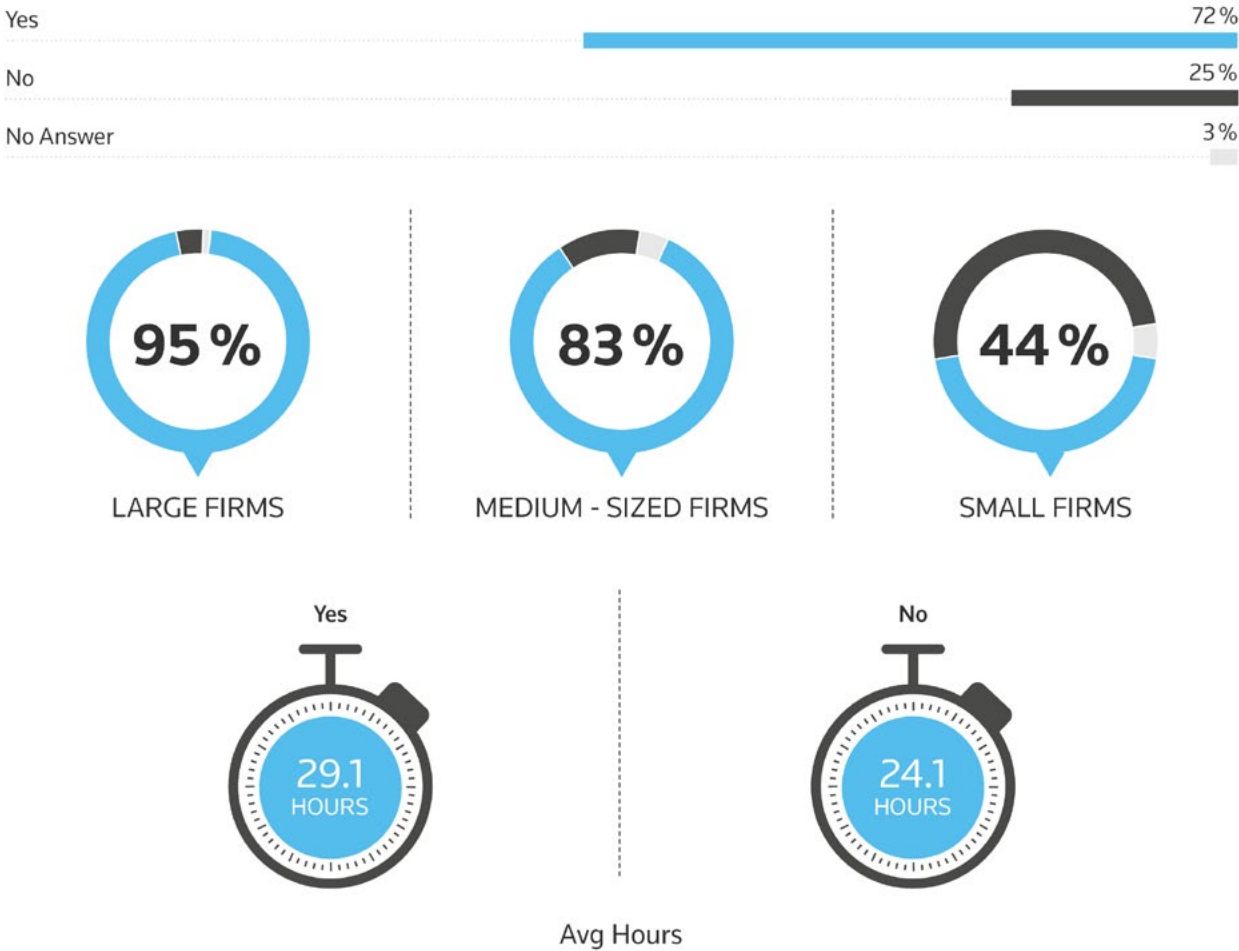 Yes
72 %
No
25 %
No Answer
3 %
95 %
83 %
44 %
LARGE FIRMS
MEDIUM - SIZED FIRMS
SMALL FIRMS
Yes
No
29.1
HOURS
24.1
HOURS
Avg Hours